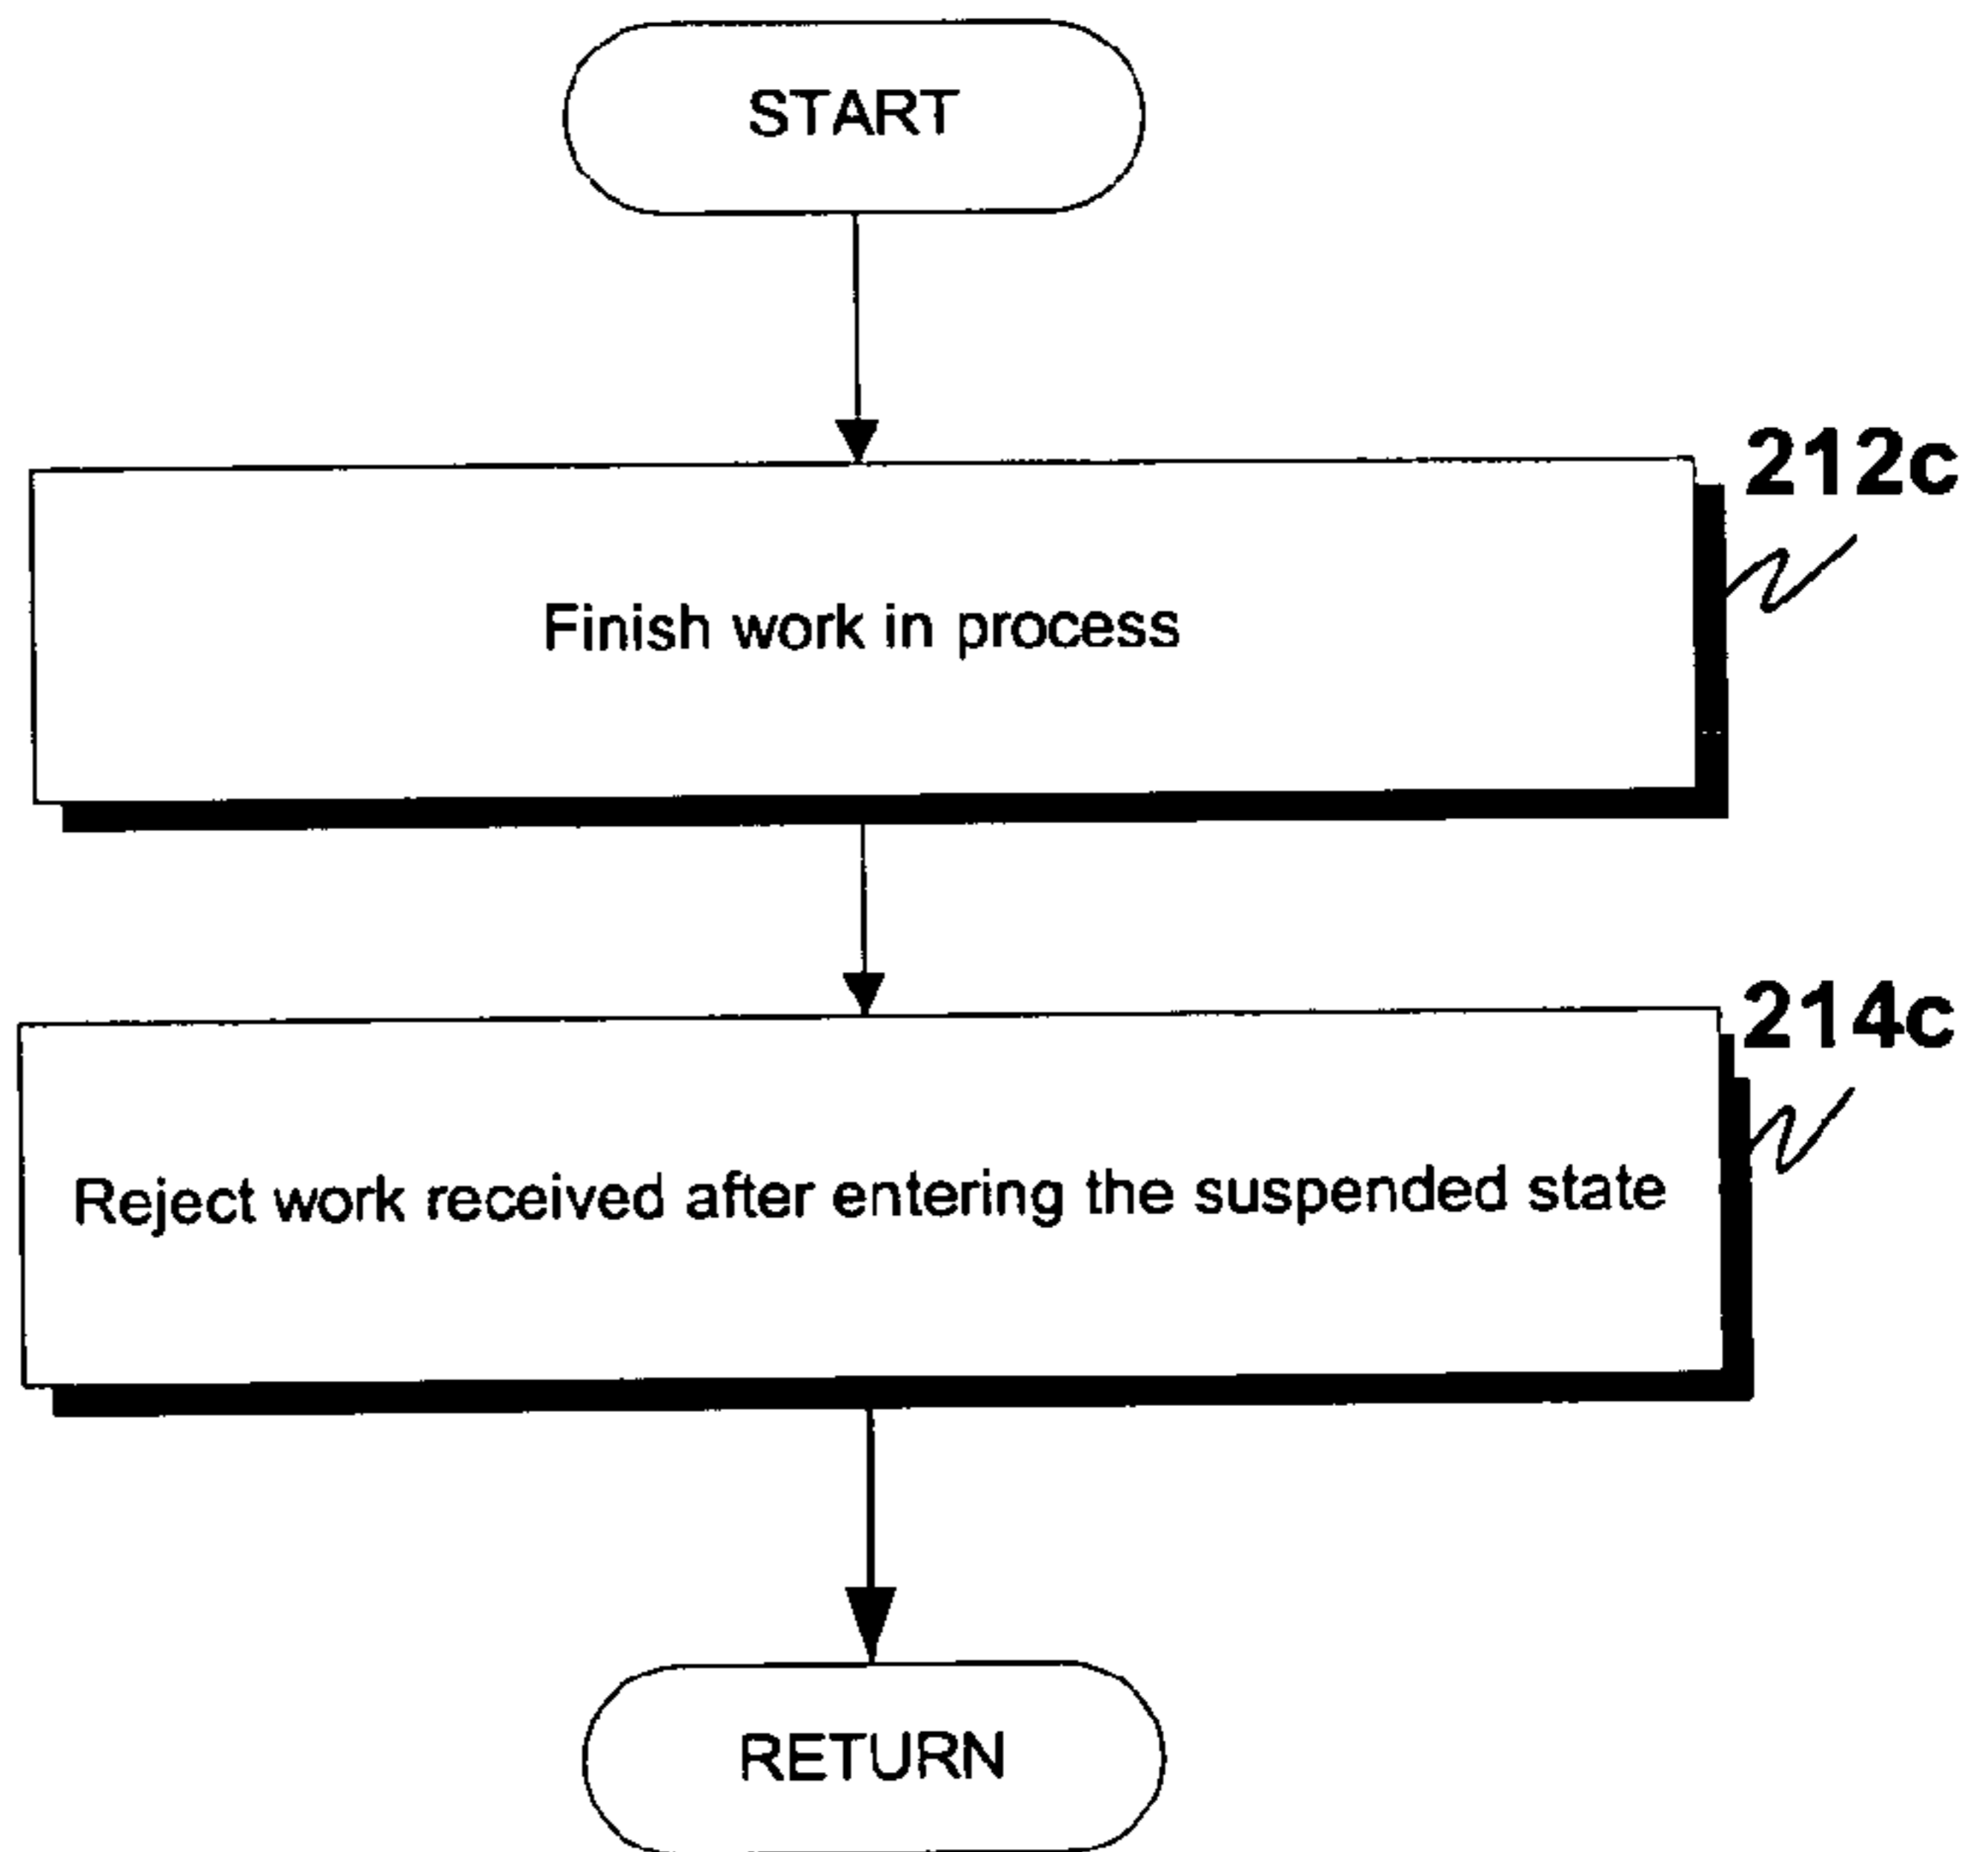 START
212c
Finish work in process
214c
Reject work received after entering the suspended state
RETURN